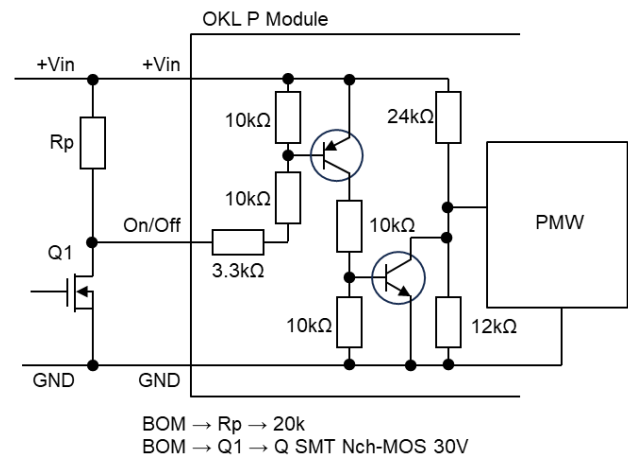 OKL P Module
+Vin
+Vin
10kΩ
24kΩ
Rp
10kΩ
On/Off
10kΩ
PMW
Q1
3.3kΩ
10kΩ
12kΩ
GND
GND
BOM → Rp → 20k
BOM → Q1 → Q SMT Nch-MOS 30V